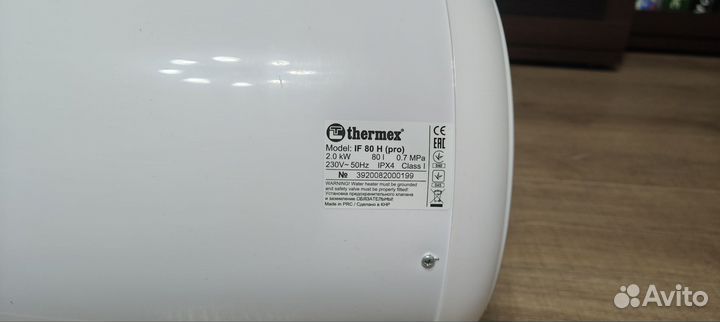 thermex®
Model: IF 80 H (pro)
2.0 kW 80 l 0.7 MPa
230V~ 50Hz IPX4 Class I
№ 3920082000199
WARNING! Water heater must be grounded
and safety valve must be properly fitted!
Установка предохранительного клапана
и заземление ОБЯЗАТЕЛЬНЫ!
Made in PRC / Сделано в КНР
CE
EAC
Avito